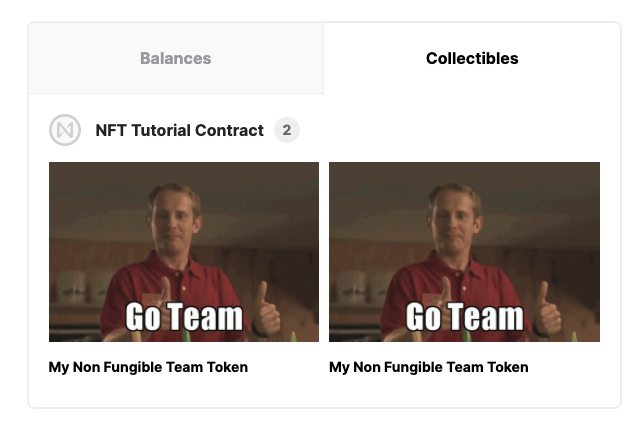 Balances
Collectibles
NFT Tutorial Contract 2
Go Team
Go Team
My Non Fungible Team Token
My Non Fungible Team Token